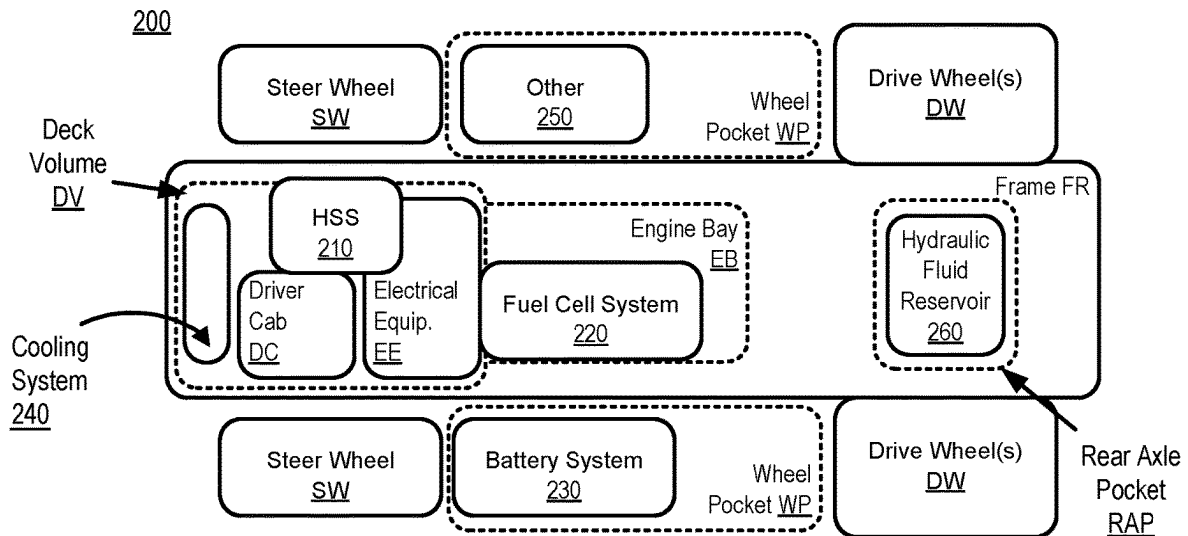 200
Steer Wheel
SW
Other
250
Wheel
Pocket WP
Drive Wheel(s)
DW
Deck
Volume
DV
Frame FR
HSS
210
Engine Bay
EB
Driver
Cab
DC
Electrical
Equip.
EE
Fuel Cell System
220
Hydraulic
Fluid
Reservoir
260
Cooling
System
240
Steer Wheel
SW
Battery System
230
Wheel
Pocket WP
Drive Wheel(s)
DW
Rear Axle
Pocket
RAP